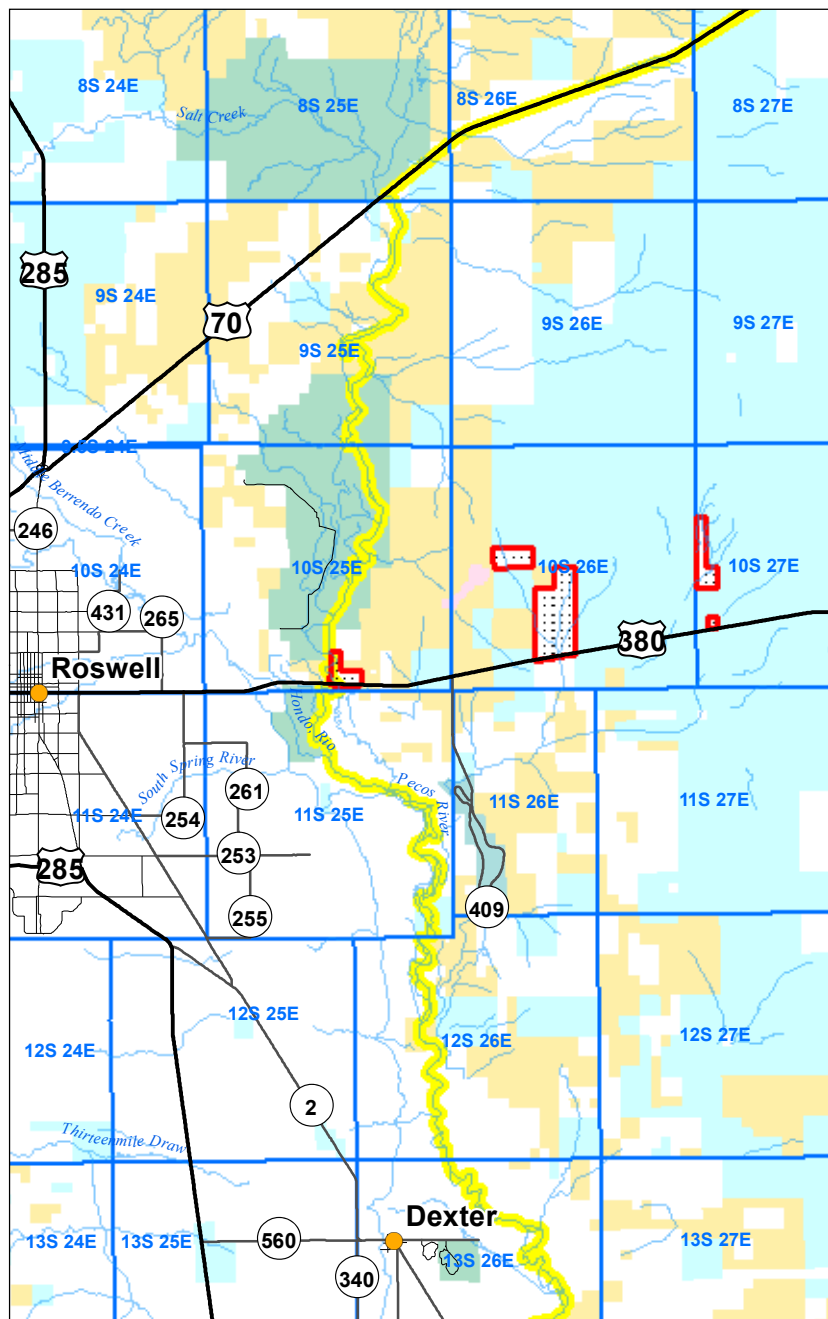 8S 24E
8S 25E
8S 26E
8S 27E
Salt Creek
285
9S 24E
70
9S 25E
9S 26E
9S 27E
9.5S 24E
Middle Berrendo Creek
246
10S 24E
10S 25E
10S 26E
10S 27E
431
265
380
Roswell
Hondo, Rio
South Spring River
Pecos River
261
11S 24E
254
11S 25E
11S 26E
11S 27E
285
253
255
409
12S 25E
12S 24E
12S 26E
12S 27E
2
Thirteenmile Draw
Dexter
13S 24E
13S 25E
560
13S 26E
13S 27E
340